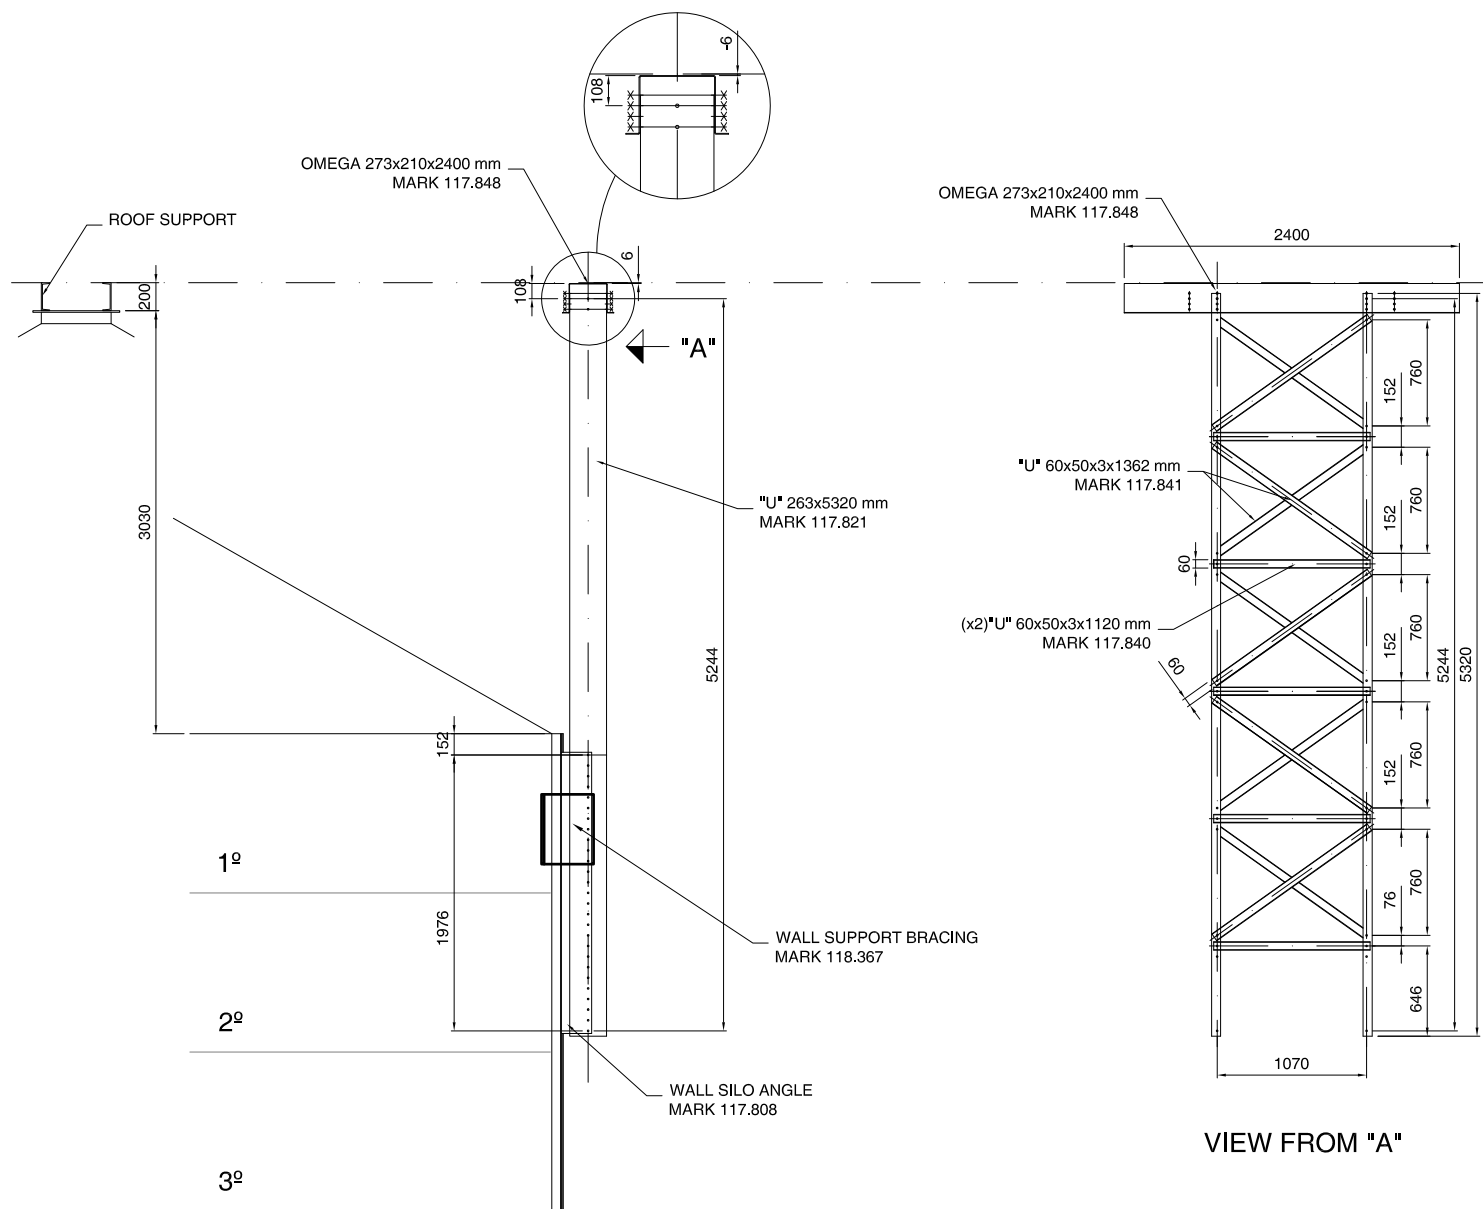 -6
108
OMEGA 273x210x2400 mm
MARK 117.848
ROOF SUPPORT
200
108
6
"A"
3030
"U" 263x5320 mm
MARK 117.821
5244
152
1976
1º
2º
3º
WALL SUPPORT BRACING
MARK 118.367
WALL SILO ANGLE
MARK 117.808
OMEGA 273x210x2400 mm
MARK 117.848
2400
760
152
"U" 60x50x3x1362 mm
MARK 117.841
760
152
60
(x2)"U" 60x50x3x1120 mm
MARK 117.840
760
152
60
5244
5320
760
152
760
76
646
1070
VIEW FROM "A"